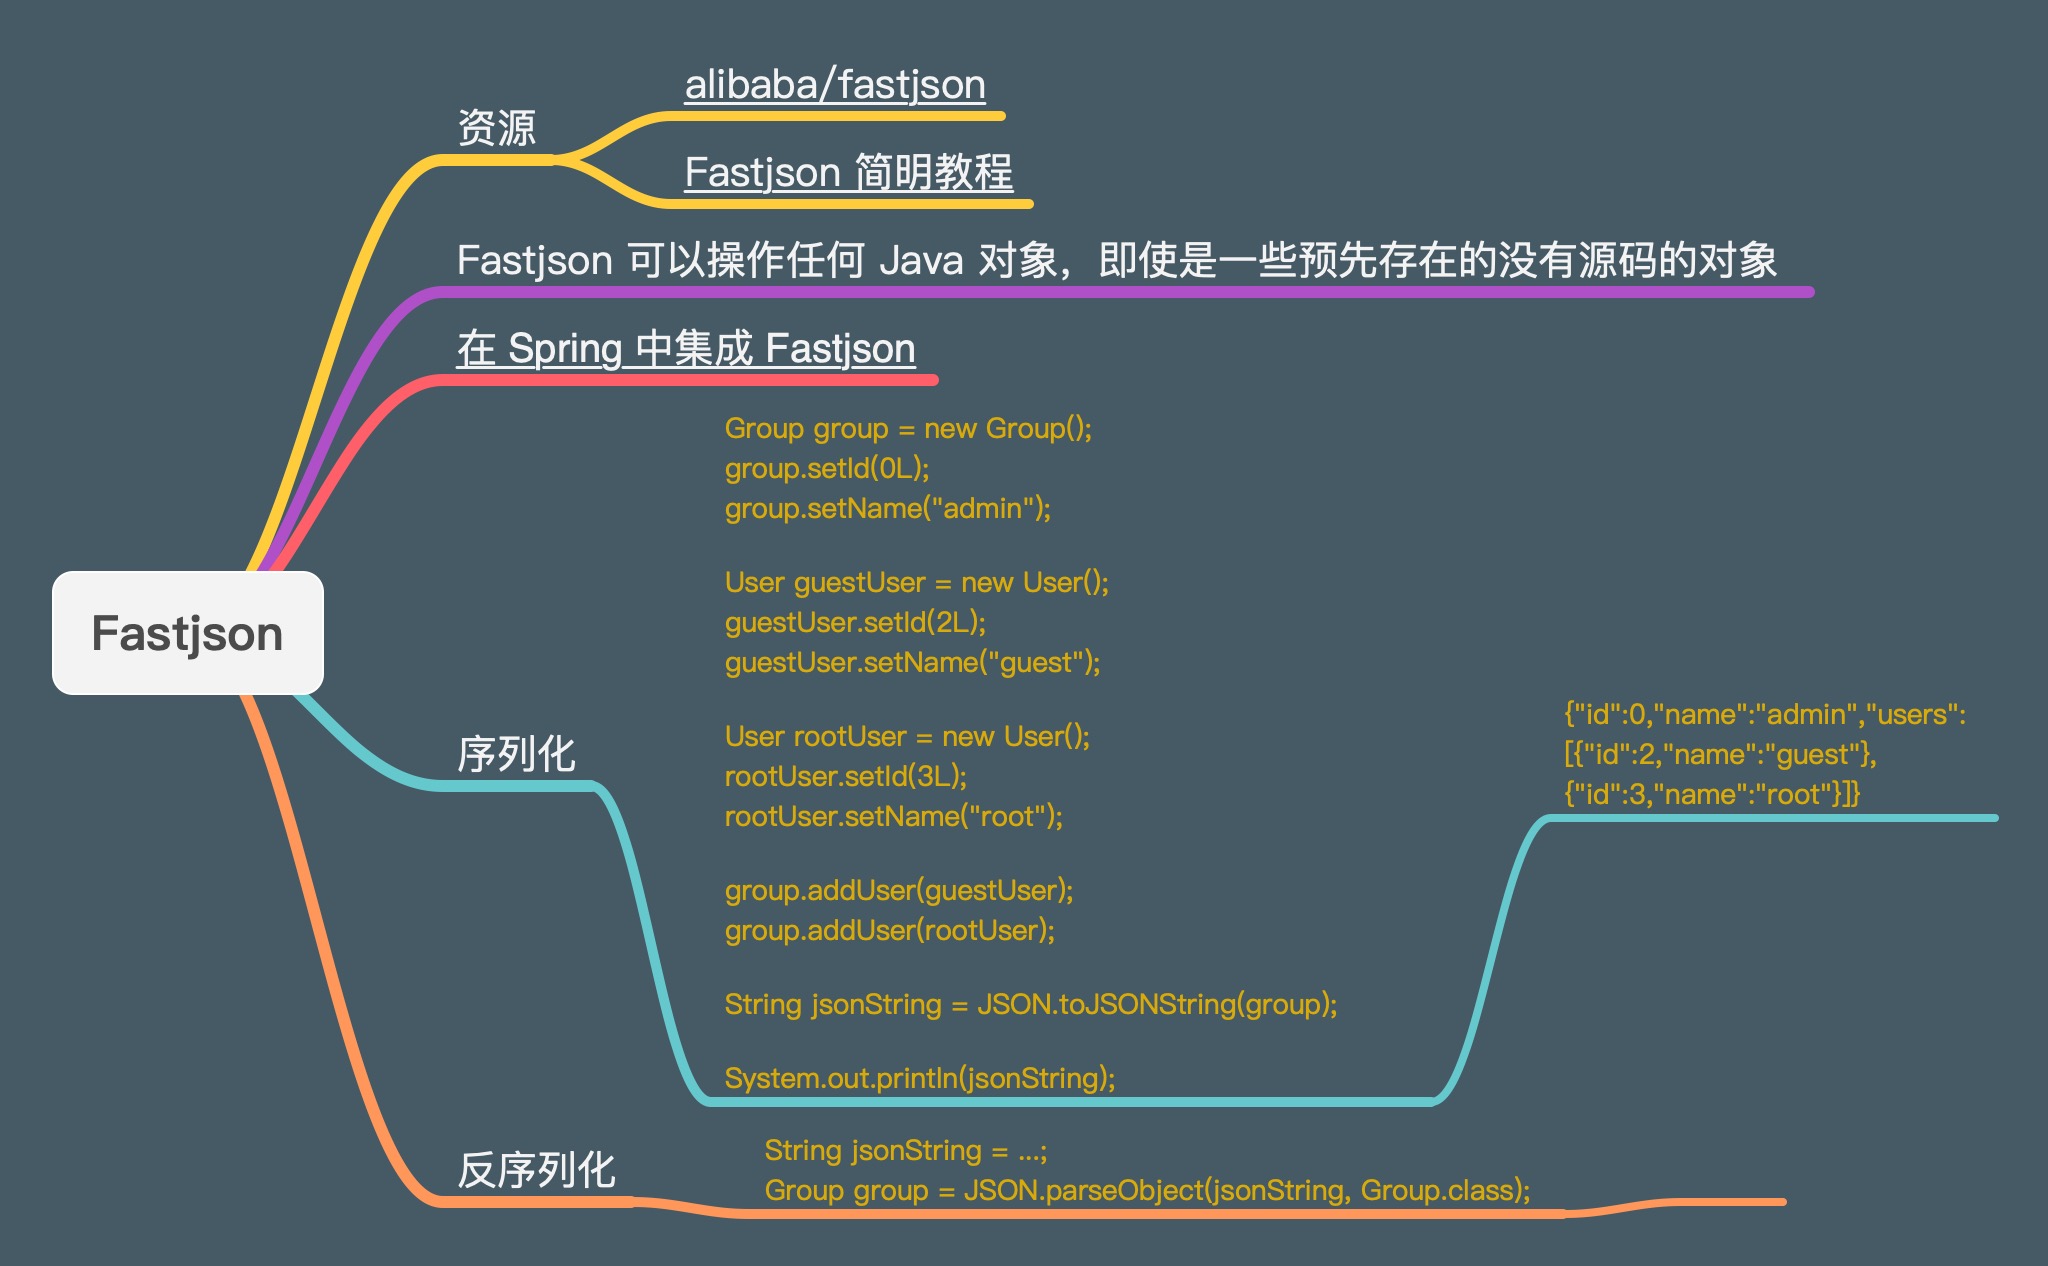 alibaba/fastjson
资源
Fastjson 简明教程
Fastjson 可以操作任何 Java 对象，即使是一些预先存在的没有源码的对象
在 Spring 中集成 Fastjson
Fastjson
序列化
Group group = new Group();
group.setId(0L);
group.setName("admin");
User guestUser = new User();
guestUser.setId(2L);
guestUser.setName("guest");
User rootUser = new User();
rootUser.setId(3L);
rootUser.setName("root");
group.addUser(guestUser);
group.addUser(rootUser);
String jsonString = JSON.toJSONString(group);
System.out.println(jsonString);
{"id":0,"name":"admin","users":
[{"id":2,"name":"guest"},
{"id":3,"name":"root"}]}
反序列化
String jsonString = ...;
Group group = JSON.parseObject(jsonString, Group.class);